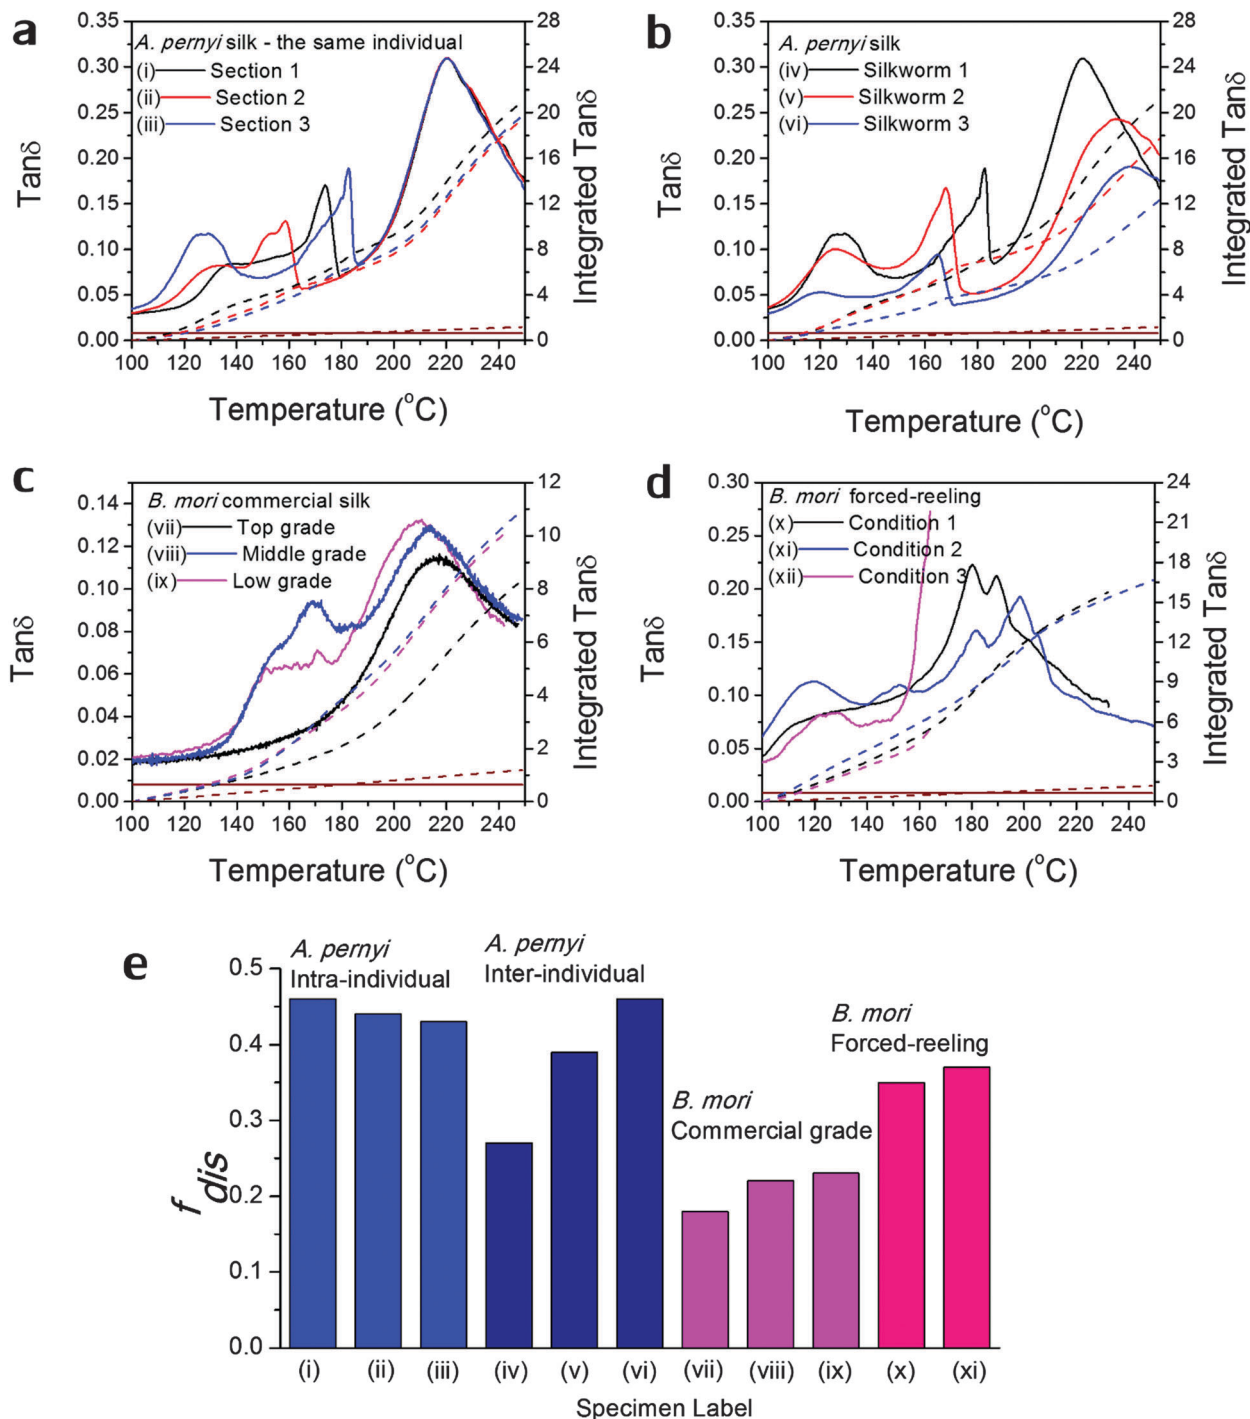 a
A. pernyi silk - the same individual
(i) Section 1
(ii) Section 2
(iii) Section 3
Tanδ
0.35
0.30
0.25
0.20
0.15
0.10
0.05
0.00
28
24
20
16
12
8
4
0
Integrated Tanδ
100 120 140 160 180 200 220 240
Temperature (°C)
b
A. pernyi silk
(iv) Silkworm 1
(v) Silkworm 2
(vi) Silkworm 3
Tanδ
0.35
0.30
0.25
0.20
0.15
0.10
0.05
0.00
28
24
20
16
12
8
4
0
Integrated Tanδ
100 120 140 160 180 200 220 240
Temperature (°C)
c
B. mori commercial silk
(vii) Top grade
(viii) Middle grade
(ix) Low grade
Tanδ
0.14
0.12
0.10
0.08
0.06
0.04
0.02
0.00
12
10
8
6
4
2
0
Integrated Tanδ
100 120 140 160 180 200 220 240
Temperature (°C)
d
B. mori forced-reeling
(x) Condition 1
(xi) Condition 2
(xii) Condition 3
Tanδ
0.30
0.25
0.20
0.15
0.10
0.05
0.00
24
21
18
15
12
9
6
3
0
Integrated Tanδ
100 120 140 160 180 200 220 240
Temperature (°C)
e
A. pernyi
Intra-individual
A. pernyi
Inter-individual
B. mori
Commercial grade
B. mori
Forced-reeling
f dis
0.5
0.4
0.3
0.2
0.1
0.0
(i) (ii) (iii) (iv) (v) (vi) (vii) (viii) (ix) (x) (xi)
Specimen Label